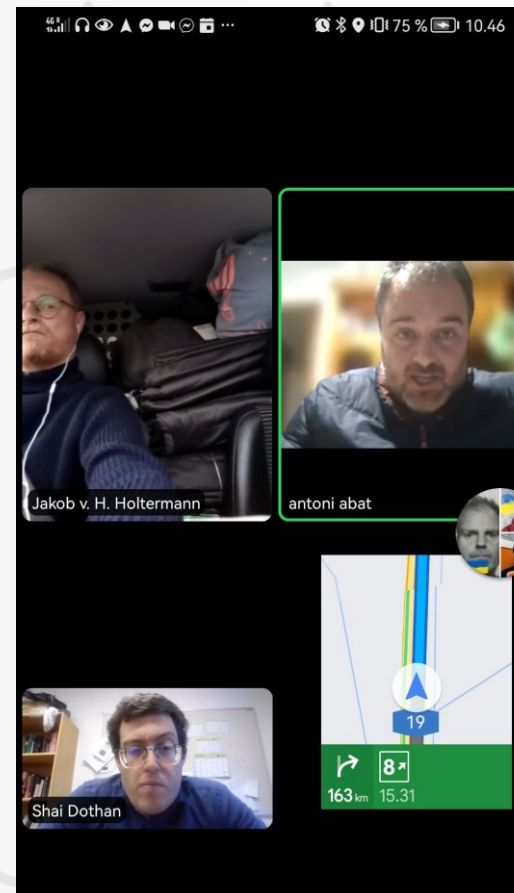 75 % 10.46
Jakob v. H. Holtermann
antoni abat
19
8
163 km 15.31
Shai Dothan